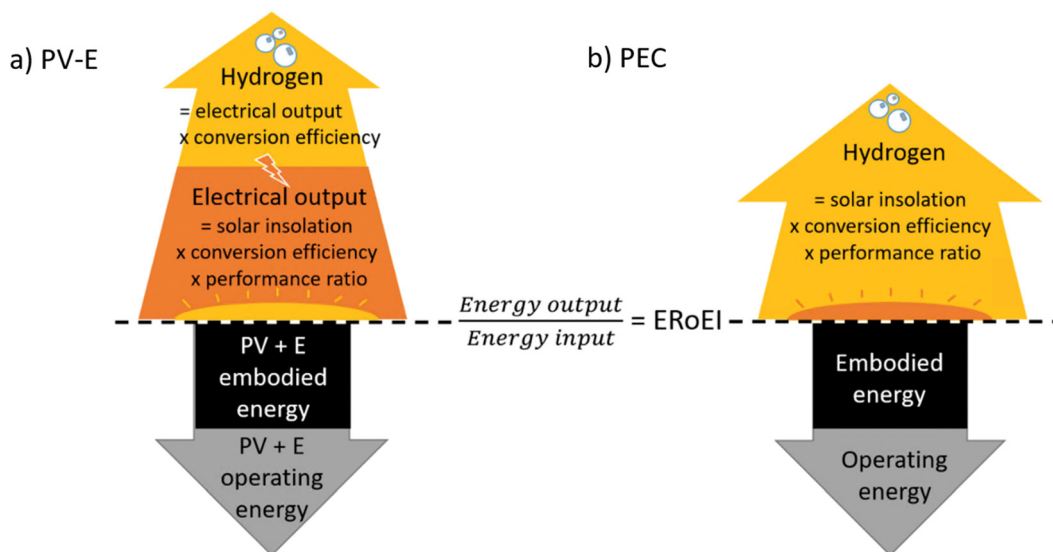 a) PV-E
Hydrogen
= electrical output
x conversion efficiency
Electrical output
= solar insolation
x conversion efficiency
x performance ratio
PV + E
embodied
energy
PV + E
operating
energy
Energy output
Energy input
= ERoEI
b) PEC
Hydrogen
= solar insolation
x conversion efficiency
x performance ratio
Embodied
energy
Operating
energy